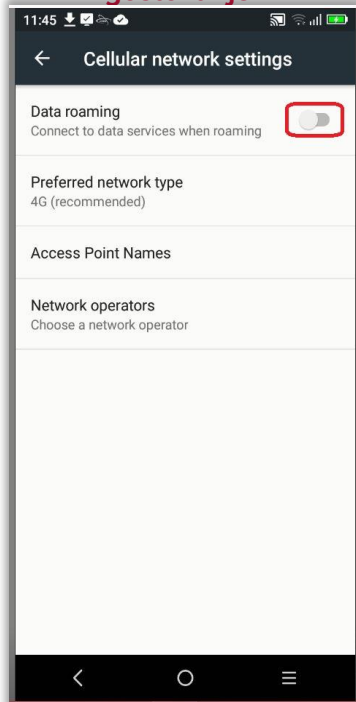 11:45
Cellular network settings
Data roaming
Connect to data services when roaming
Preferred network type
4G (recommended)
Access Point Names
Network operators
Choose a network operator